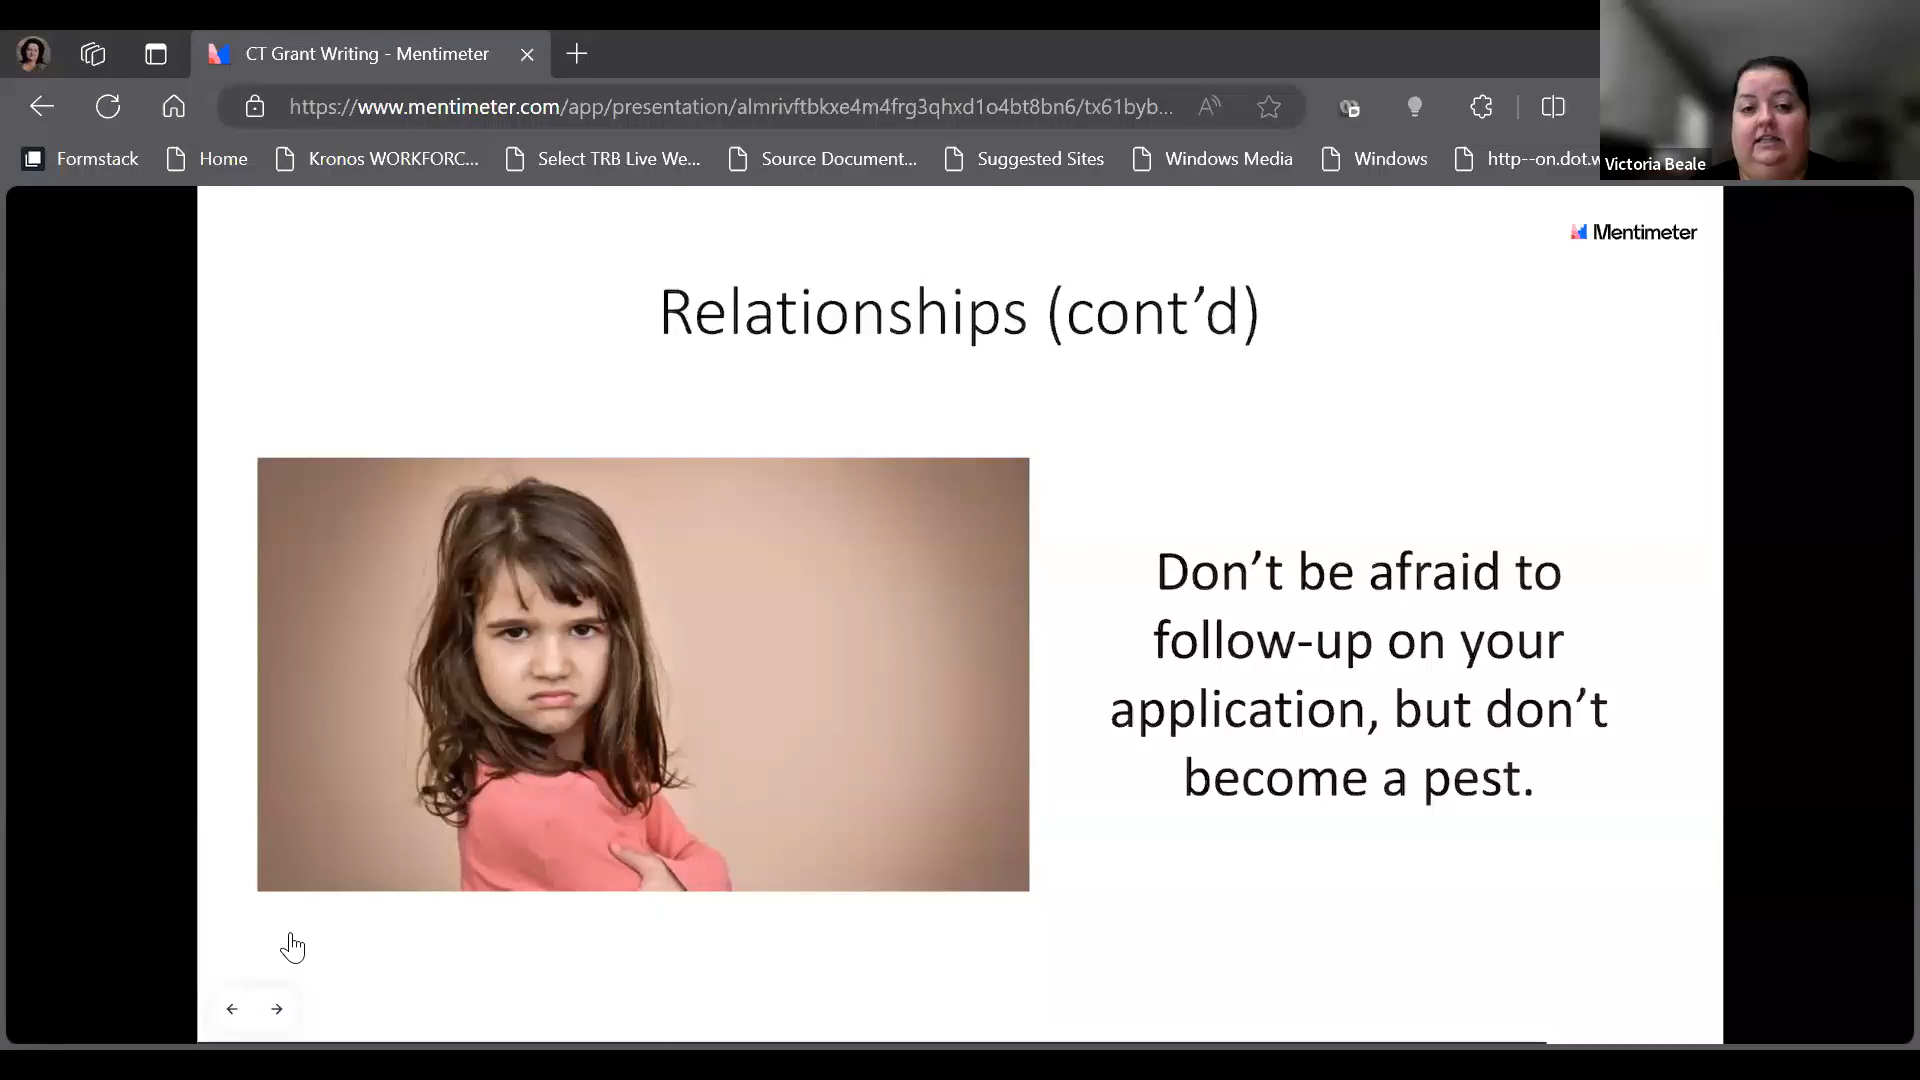 CT Grant Writing - Mentimeter
https://www.mentimeter.com/app/presentation/almrivftbkxe4m4frg3qhxd1o4bt8bn6/tx61byb...
Formstack
Home
Kronos WORKFORC...
Select TRB Live We...
Source Document...
Suggested Sites
Windows Media
Windows
http--on.dot.w
Victoria Beale
Mentimeter
Relationships (cont’d)
Don’t be afraid to
follow-up on your
application, but don’t
become a pest.